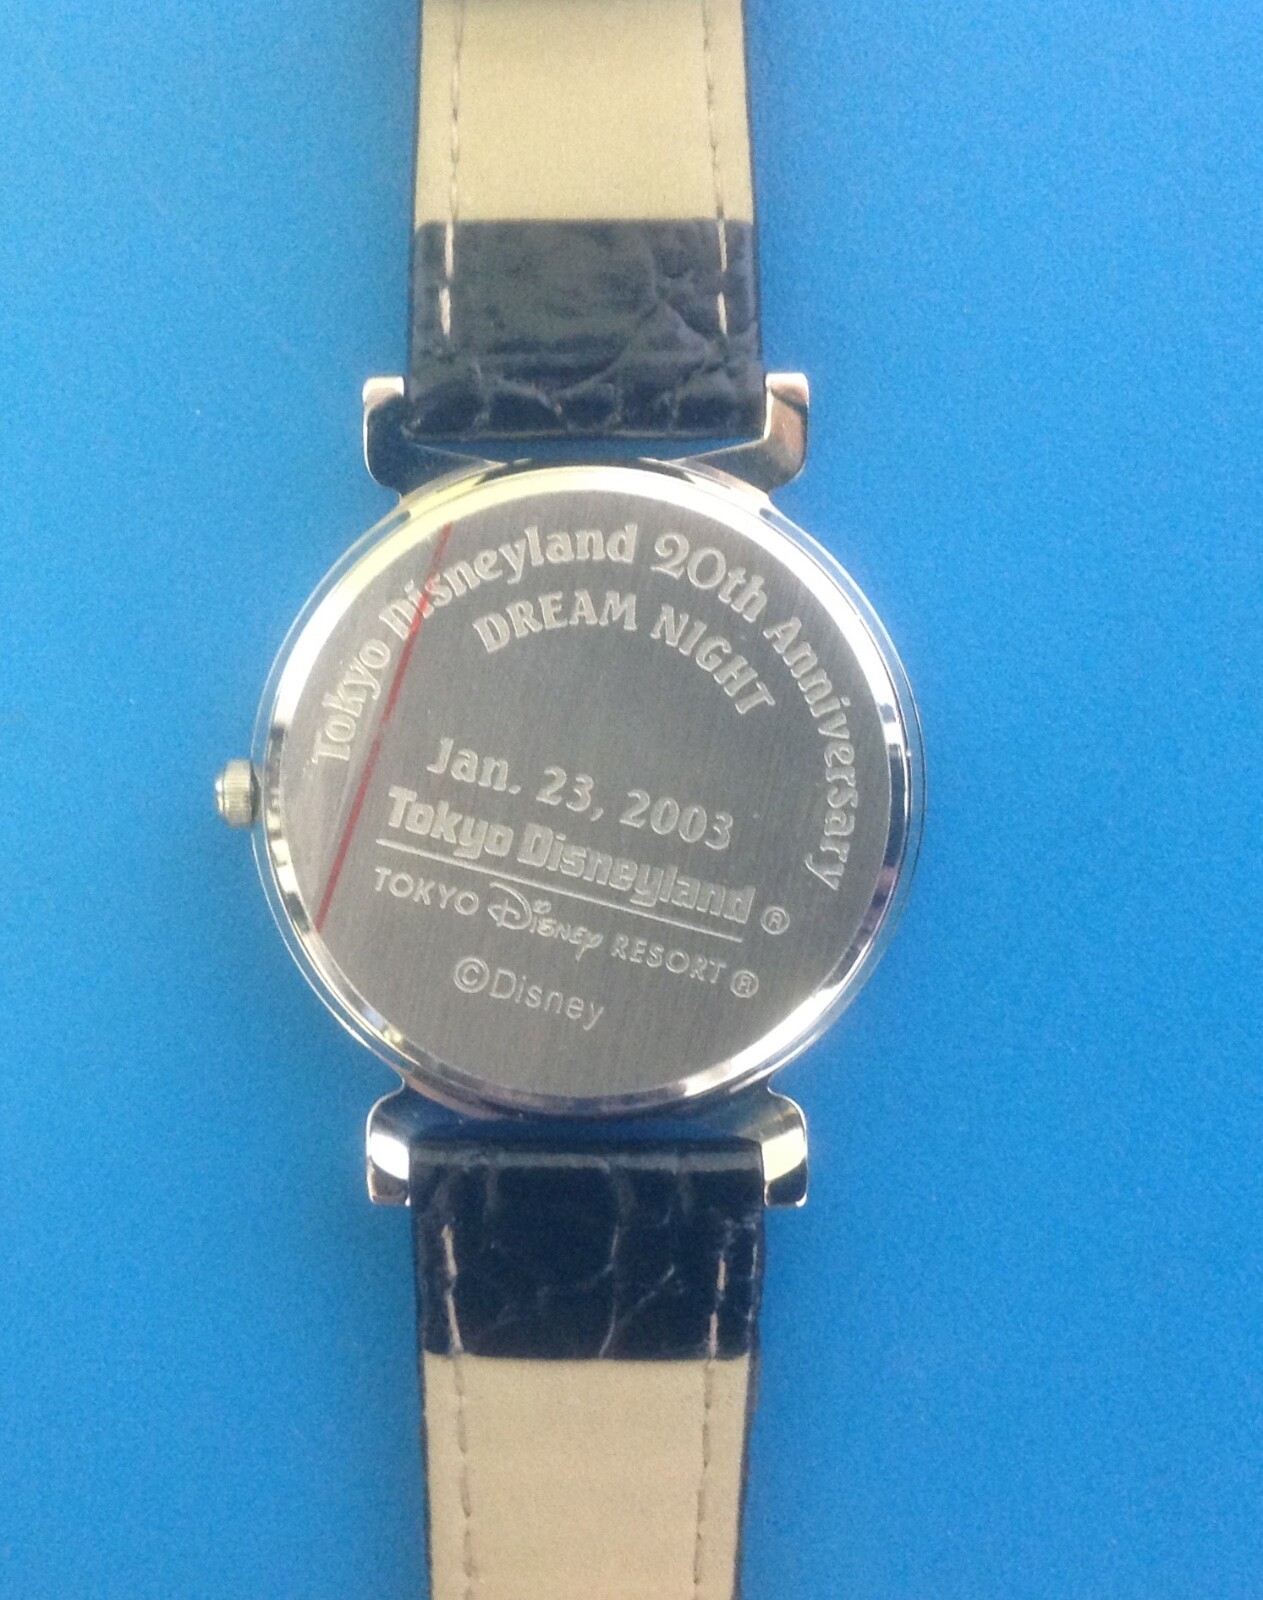 Tokyo Disneyland 20th Anniversary
DREAM NIGHT
Jan. 23, 2003
Tokyo Disneyland ®
TOKYO Disney RESORT ®
©Disney